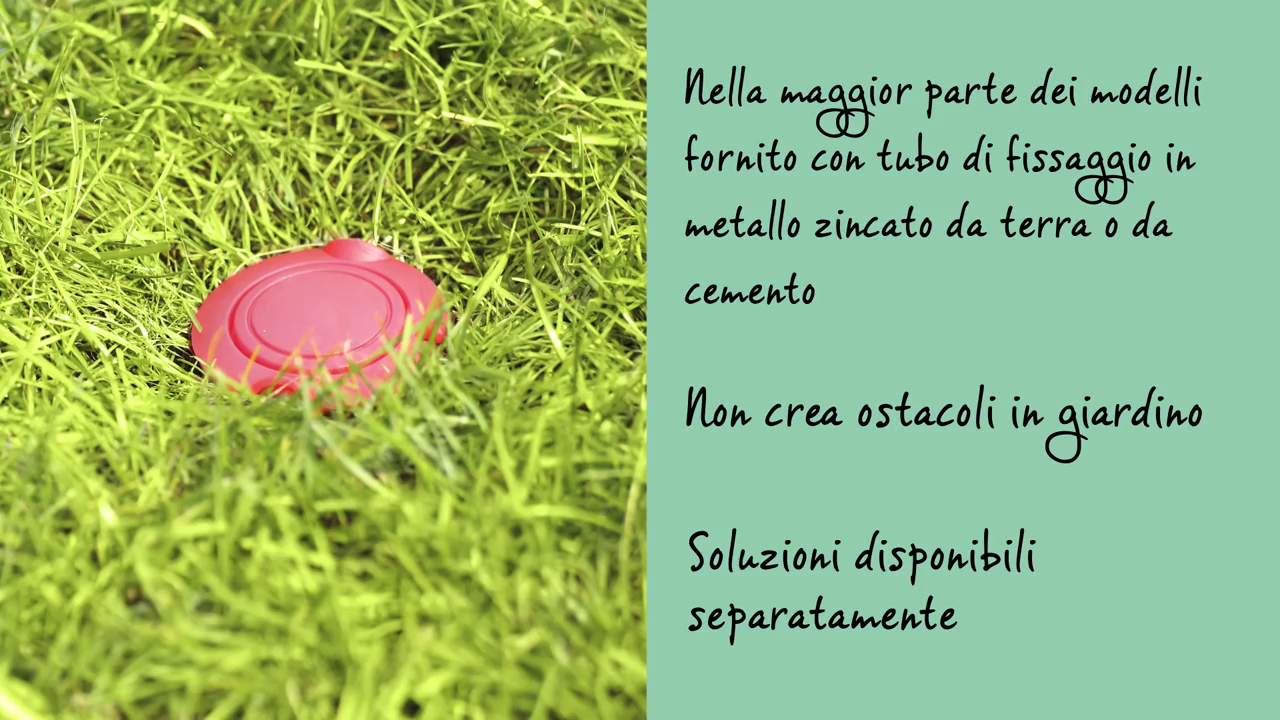 Nella maggior parte dei modelli
fornito con tubo di fissaggio in
metallo zincato da terra o da
cemento
Non crea ostacoli in giardino
Soluzioni disponibili
separatamente